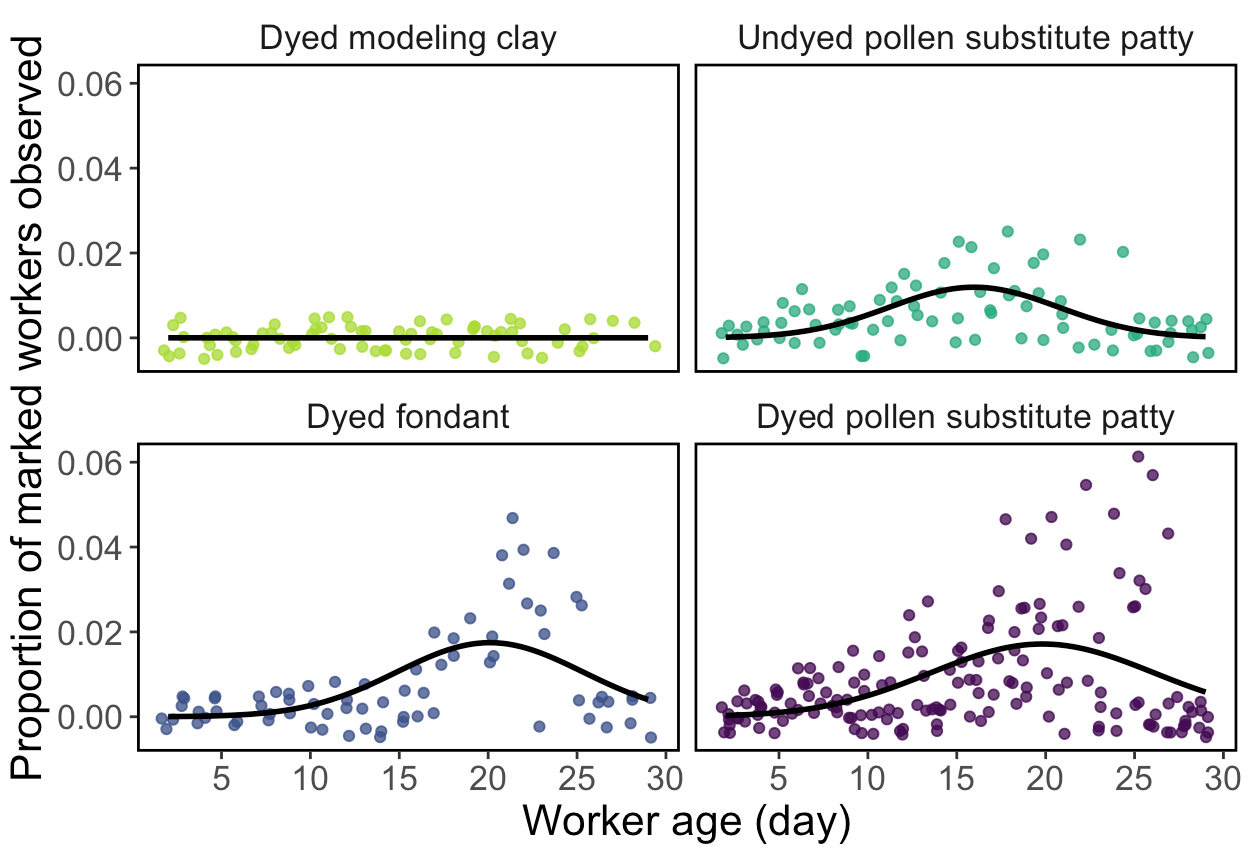 Proportion of marked workers observed
Dyed modeling clay
Undyed pollen substitute patty
0.06
0.04
0.02
0.00
Dyed fondant
Dyed pollen substitute patty
0.06
0.04
0.02
0.00
5 10 15 20 25 30
5 10 15 20 25 30
Worker age (day)